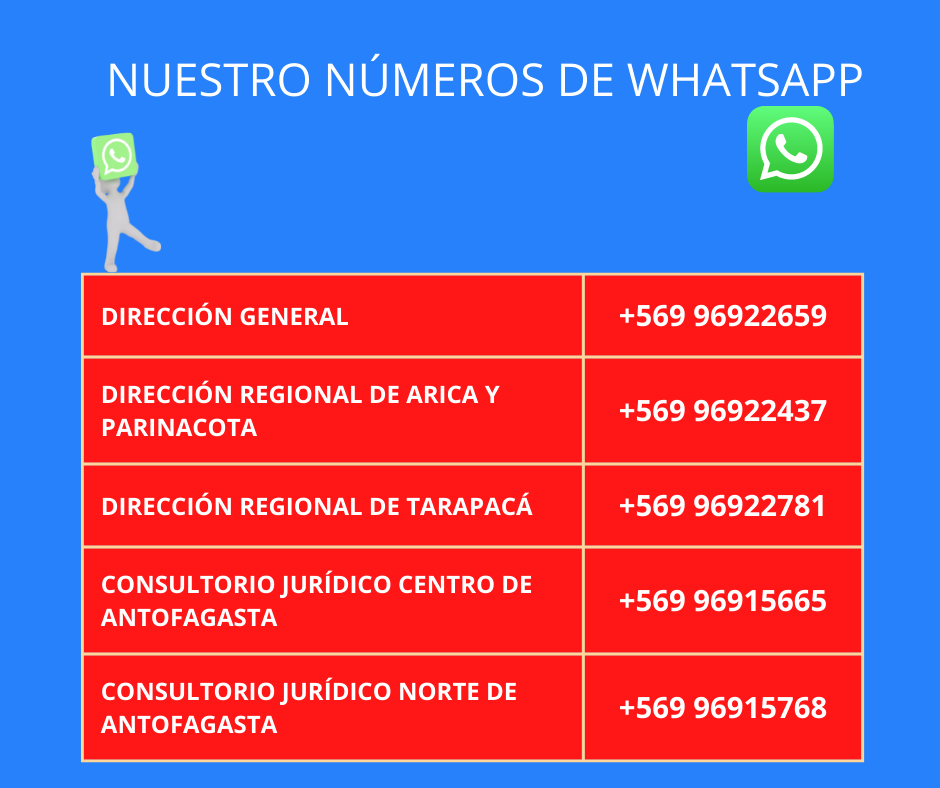 NUESTRO NÚMEROS DE WHATSAPP
DIRECCIÓN GENERAL
+569 96922659
DIRECCIÓN REGIONAL DE ARICA Y
PARINACOTA
+569 96922437
DIRECCIÓN REGIONAL DE TARAPACÁ
+569 96922781
CONSULTORIO JURÍDICO CENTRO DE
ANTOFAGASTA
+569 96915665
CONSULTORIO JURÍDICO NORTE DE
ANTOFAGASTA
+569 96915768